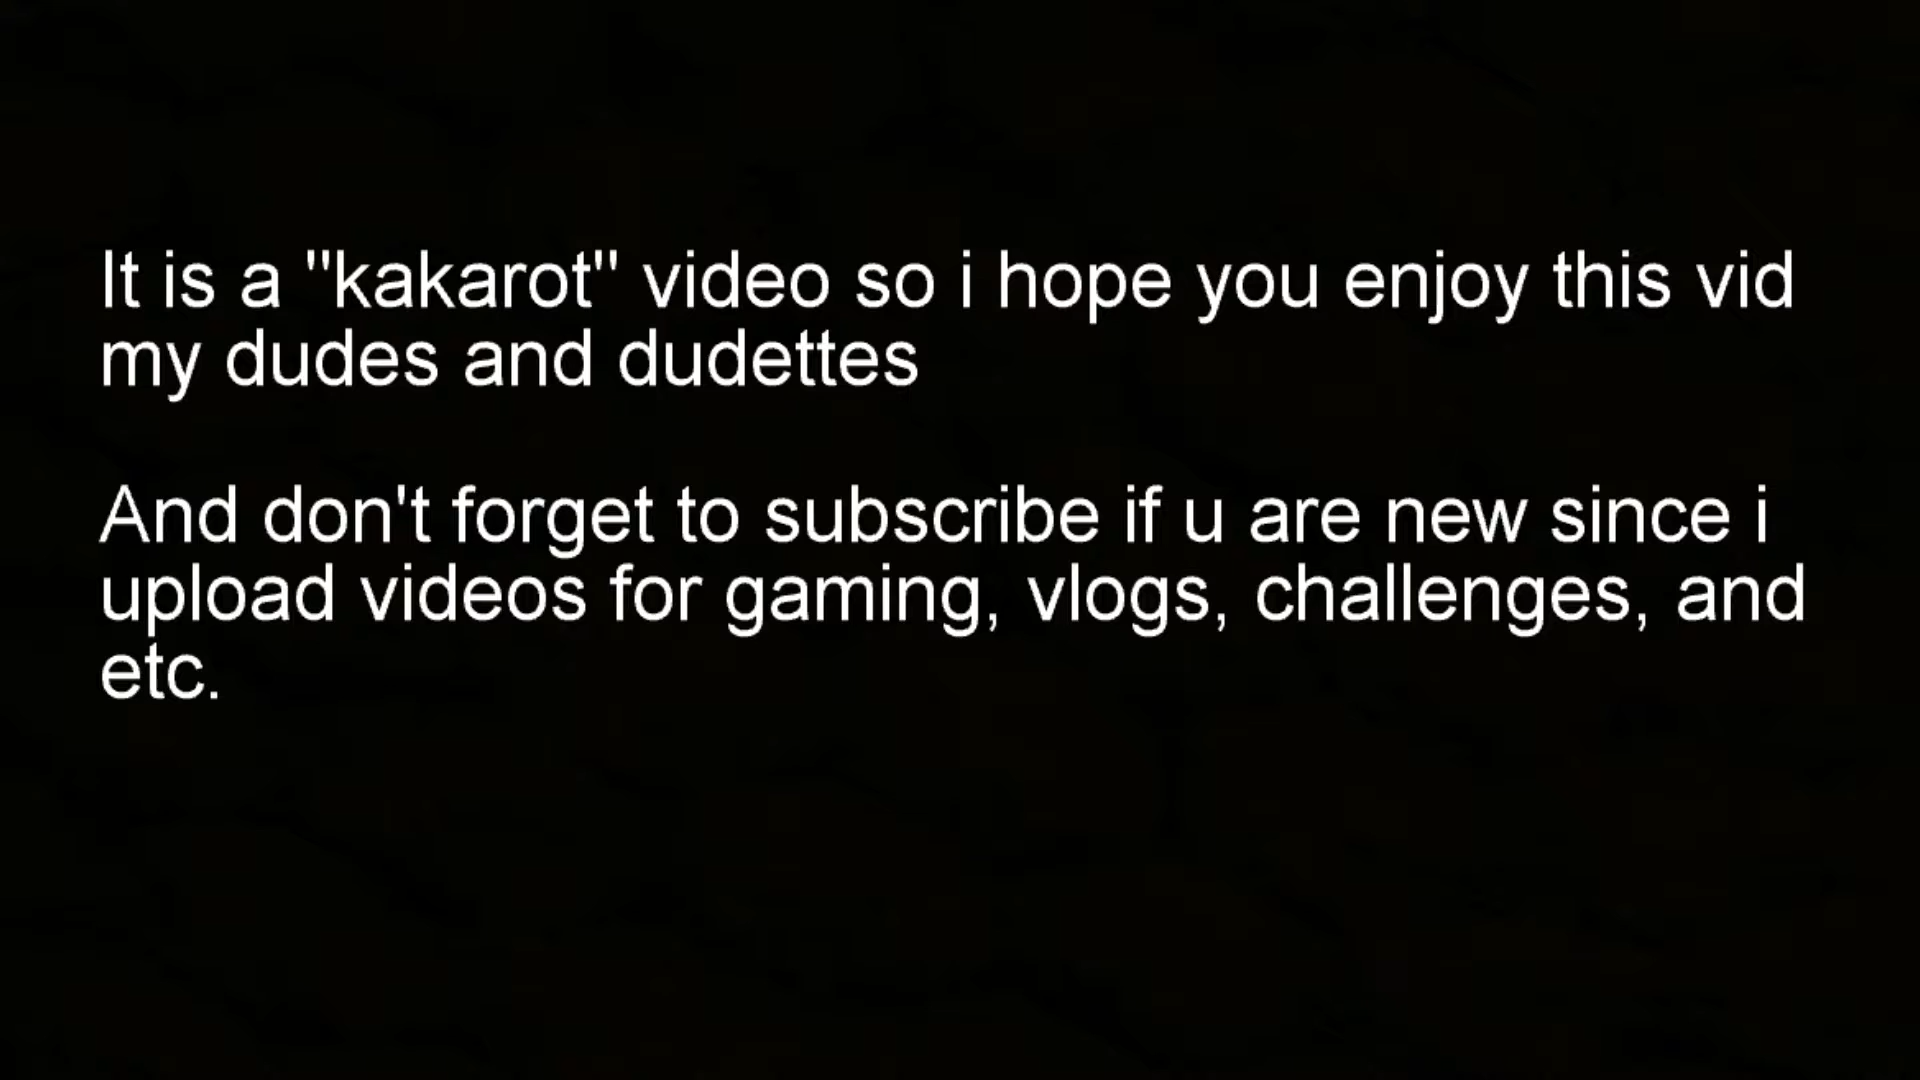 It is a "kakarot" video so i hope you enjoy this vid
my dudes and dudettes
And don't forget to subscribe if u are new since i
upload videos for gaming, vlogs, challenges, and
etc.